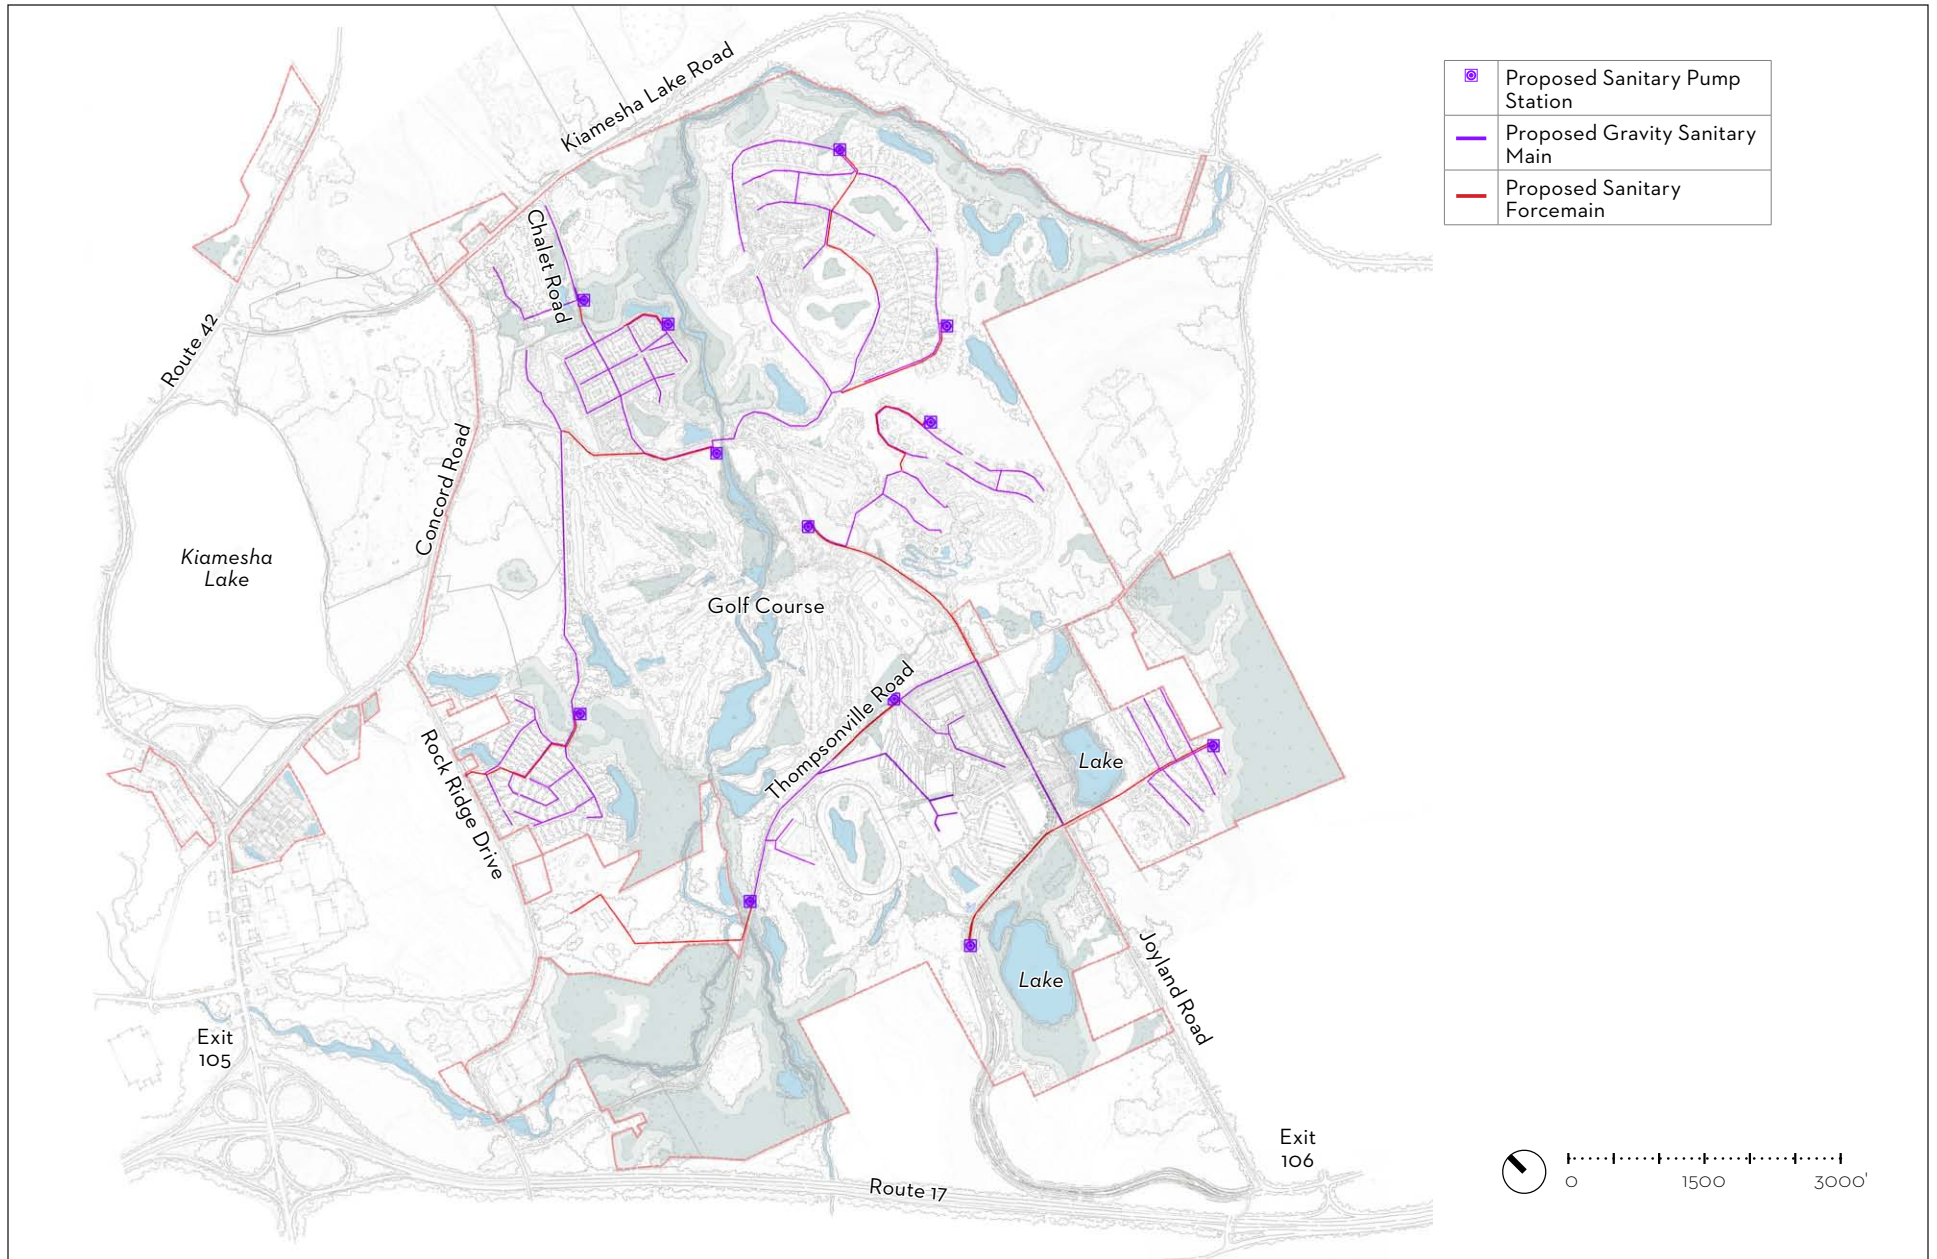 Proposed Sanitary Pump
Station
Proposed Gravity Sanitary
Main
Proposed Sanitary
Forcemain
Kiamesha Lake Road
Chalet Road
Route 42
Concord Road
Kiamesha
Lake
Golf Course
Thompsonville Road
Rock Ridge Drive
Lake
Lake
Joyland Road
Exit
105
Exit
106
Route 17
0 1500 3000'